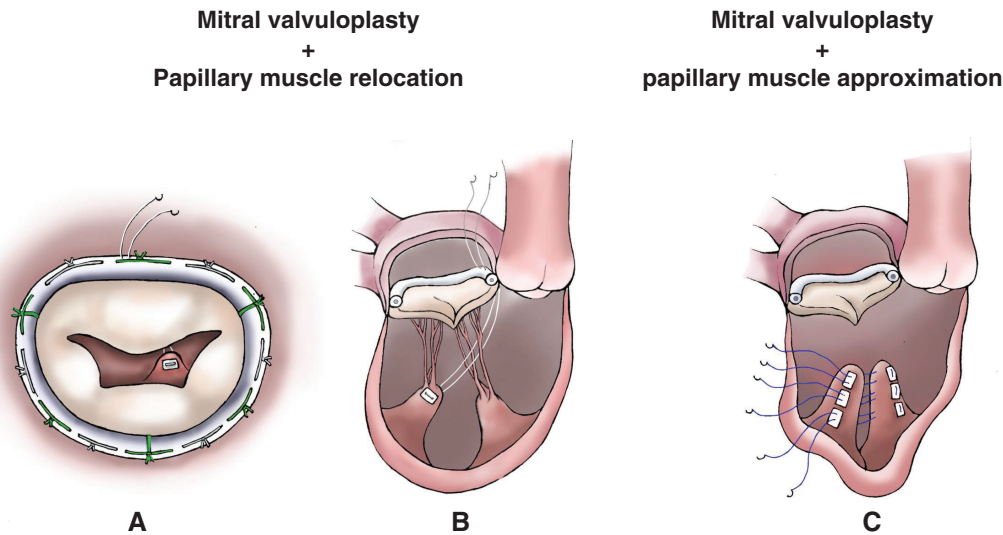 Mitral valvuloplasty
+
Papillary muscle relocation
Mitral valvuloplasty
+
papillary muscle approximation
A
B
C